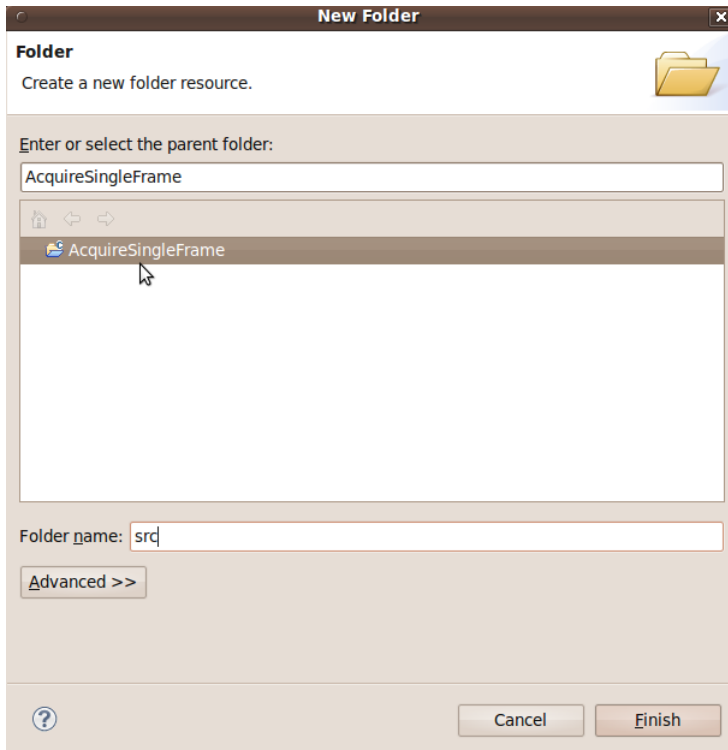 New Folder
Folder
Create a new folder resource.
Enter or select the parent folder:
AcquireSingleFrame
AcquireSingleFrame
Folder name: src
Advanced >>
? Cancel Finish